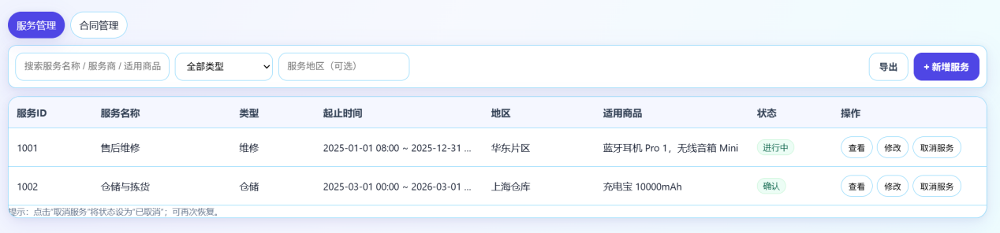 服务管理 合同管理
搜索服务名称 / 服务商 / 适用商品 全部类型 服务地区（可选） 导出 + 新增服务
服务ID 服务名称 类型 起止时间 地区 适用商品 状态 操作
1001 售后维修 维修 2025-01-01 08:00 ~ 2025-12-31 ... 华东片区 蓝牙耳机 Pro 1，无线音箱 Mini 进行中 查看 修改 取消服务
1002 仓储与拣货 仓储 2025-03-01 00:00 ~ 2026-03-01 ... 上海仓库 充电宝 10000mAh 确认 查看 修改 取消服务
提示：点击“取消服务”将状态设为“已取消”；可再次恢复。